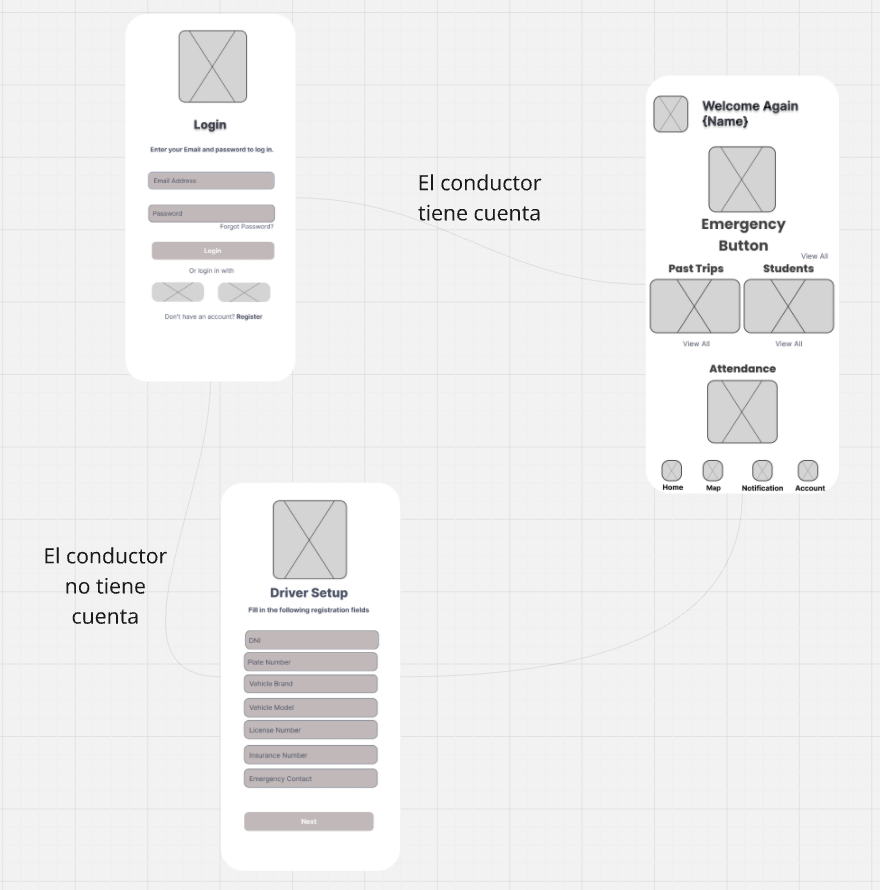 Login
Enter your Email and password to log in.
Email Address
Password
Forgot Password?
Login
Or login in with
Don't have an account? Register
El conductor
tiene cuenta
Welcome Again
{Name}
Emergency
Button
View All
Past Trips
Students
View All
View All
Attendance
Home
Map
Notification
Account
El conductor
no tiene
cuenta
Driver Setup
Fill in the following registration fields
DNI
Plate Number
Vehicle Brand
Vehicle Model
License Number
Insurance Number
Emergency Contact
Next